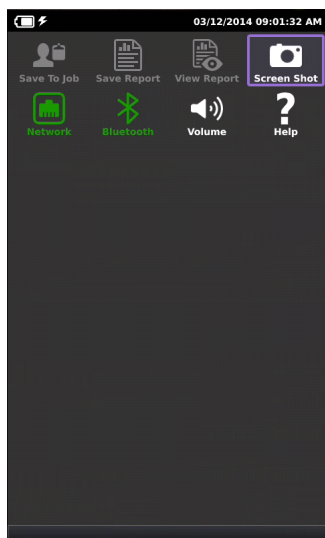 03/12/2014 09:01:32 AM
Save To Job Save Report View Report Screen Shot
Network Bluetooth Volume Help